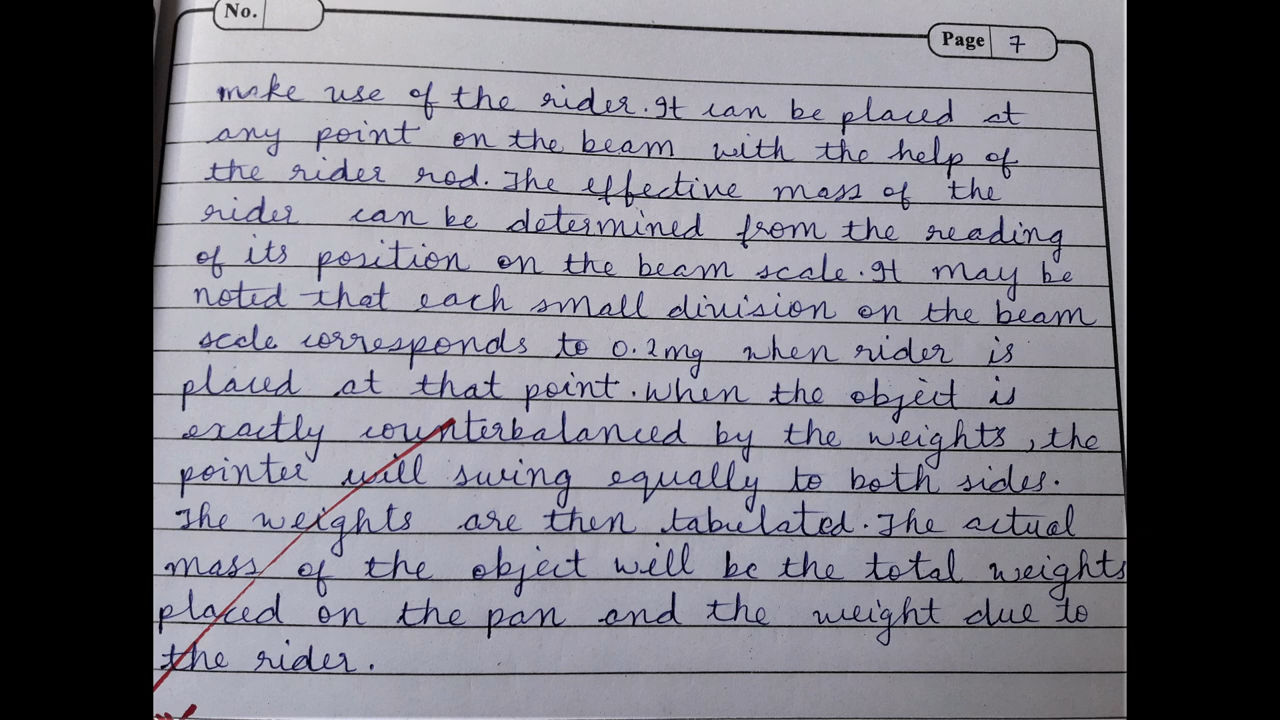 No.
Page 7
make use of the rider. It can be placed at
any point on the beam with the help of
the rider rod. The effective mass of the
rider can be determined from the reading
of its position on the beam scale. It may be
noted that each small division on the beam
scale corresponds to 0.2mg when rider is
placed at that point. When the object is
exactly counterbalanced by the weights, the
pointer will swing equally to both sides.
The weights are then tabulated. The actual
mass of the object will be the total weights
placed on the pan and the weight due to
the rider.